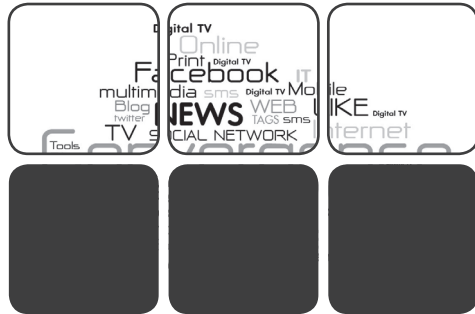 Digital TV
Online
Print Digital TV
Facebook IT
multimedia sms Digital TV Mobile
Blog NEWS WEB LIKE Digital TV
twitter TAGS sms
TV SOCIAL NETWORK Internet
Tools
Convergence